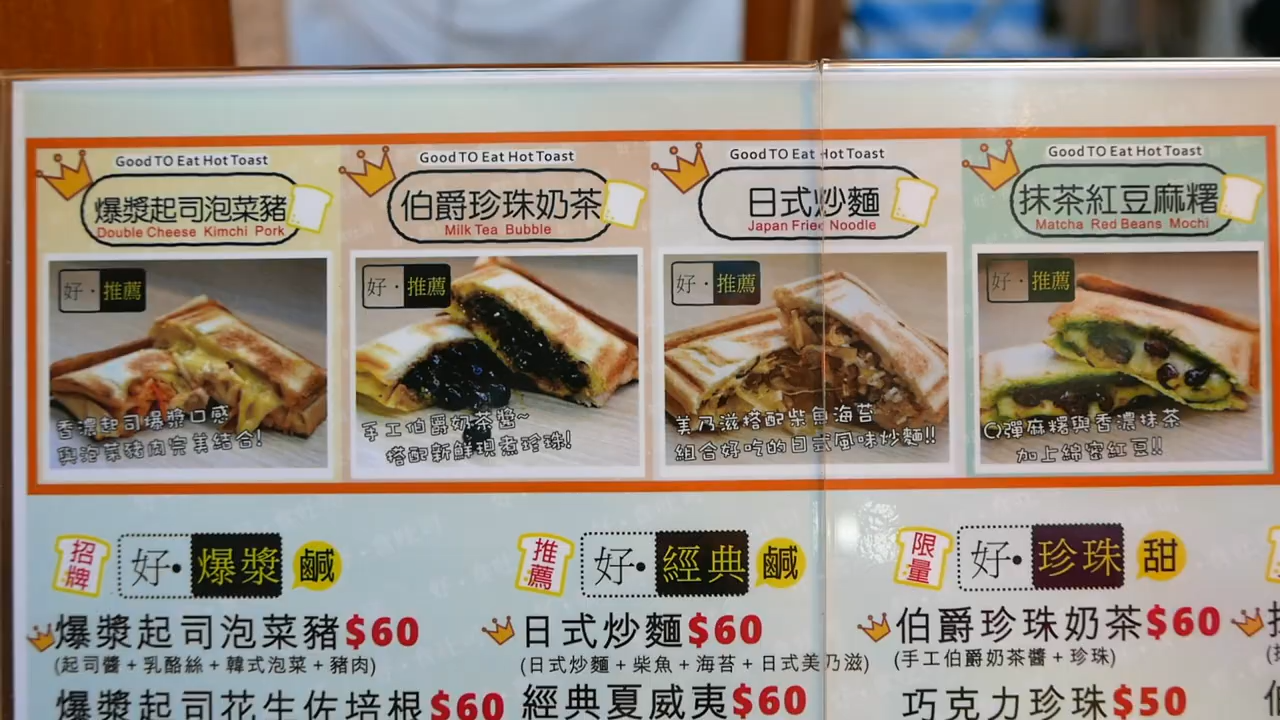 Good TO Eat Hot Toast
爆漿起司泡菜豬
Double Cheese Kimchi Pork
好·推薦
香濃起司爆漿口感
與泡菜豬肉完美結合!
Good TO Eat Hot Toast
伯爵珍珠奶茶
Milk Tea Bubble
好·推薦
手工伯爵奶茶醬~
搭配新鮮現煮珍珠!
Good TO Eat Hot Toast
日式炒麵
Japan Fried Noodle
好·推薦
美乃滋搭配柴魚海苔
組合好吃的日式風味炒麵!!
Good TO Eat Hot Toast
抹茶紅豆麻糬
Matcha Red Beans Mochi
好·推薦
Q彈麻糬與香濃抹茶
加上綿密紅豆!!
招牌 好·爆漿 鹹
爆漿起司泡菜豬$60
(起司醬+乳酪絲+韓式泡菜+豬肉)
爆漿起司花生佐培根$60
推薦 好·經典 鹹
日式炒麵$60
(日式炒麵+柴魚+海苔+日式美乃滋)
經典夏威夷$60
限量 好·珍珠 甜
伯爵珍珠奶茶$60
(手工伯爵奶茶醬+珍珠)
巧克力珍珠$50